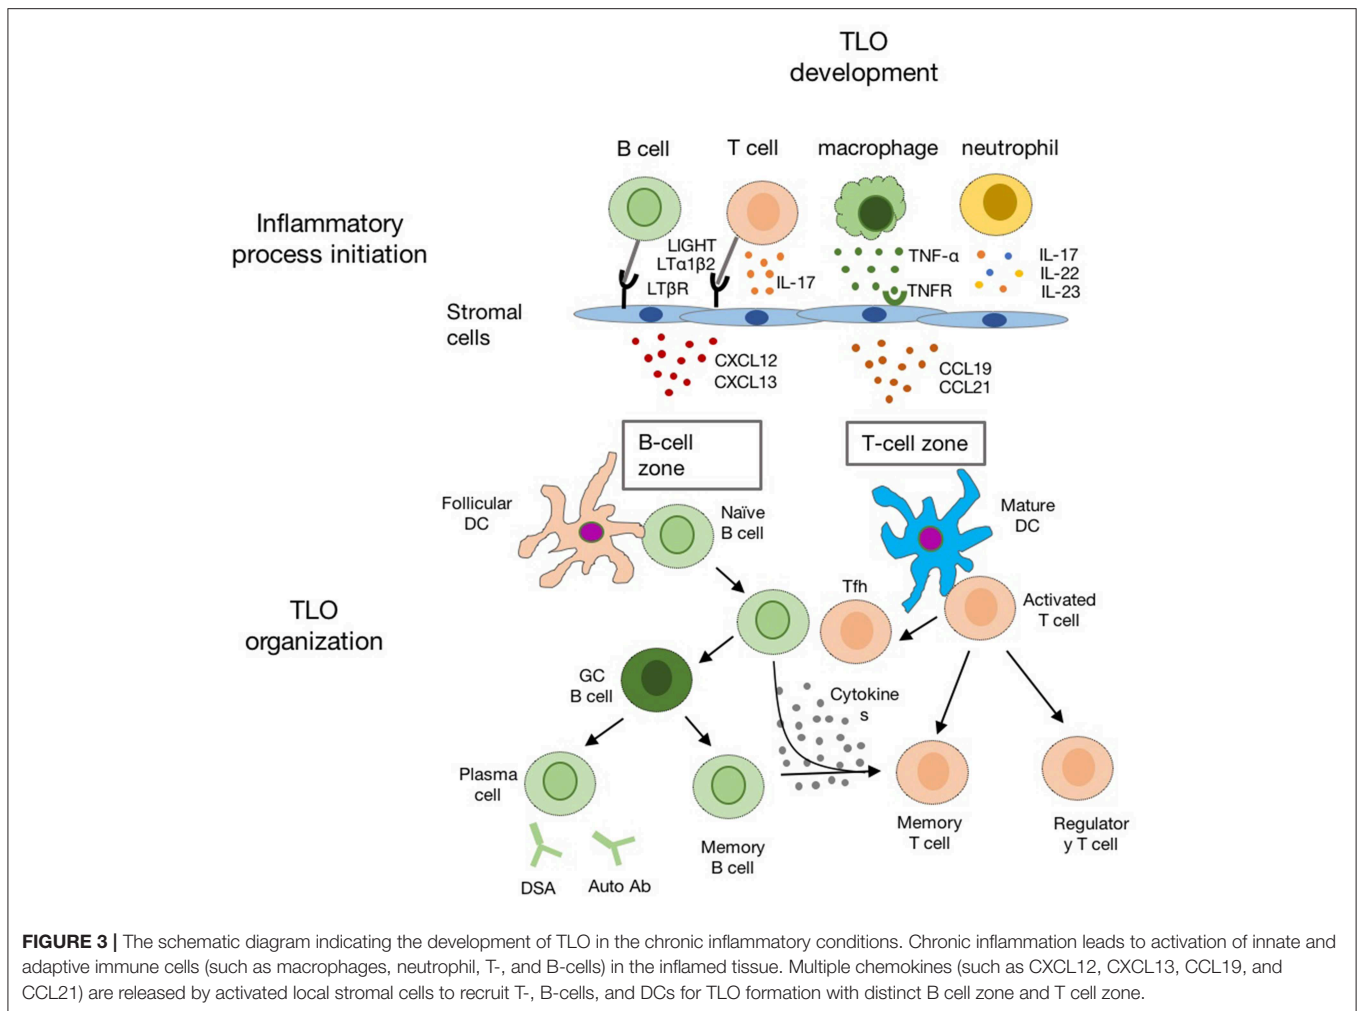 TLO
development
B cell
T cell
macrophage
neutrophil
Inflammatory
process initiation
LIGHT
LTα1β2
LTβR
IL-17
TNF-α
TNFR
IL-17
IL-22
IL-23
Stromal
cells
CXCL12
CXCL13
CCL19
CCL21
B-cell
zone
T-cell zone
Follicular
DC
Naïve
B cell
Mature
DC
TLO
organization
Tfh
Activated
T cell
GC
B cell
Cytokine
s
Plasma
cell
Memory
B cell
Memory
T cell
Regulator
y T cell
DSA
Auto Ab
FIGURE 3 | The schematic diagram indicating the development of TLO in the chronic inflammatory conditions. Chronic inflammation leads to activation of innate and
adaptive immune cells (such as macrophages, neutrophil, T-, and B-cells) in the inflamed tissue. Multiple chemokines (such as CXCL12, CXCL13, CCL19, and
CCL21) are released by activated local stromal cells to recruit T-, B-cells, and DCs for TLO formation with distinct B cell zone and T cell zone.